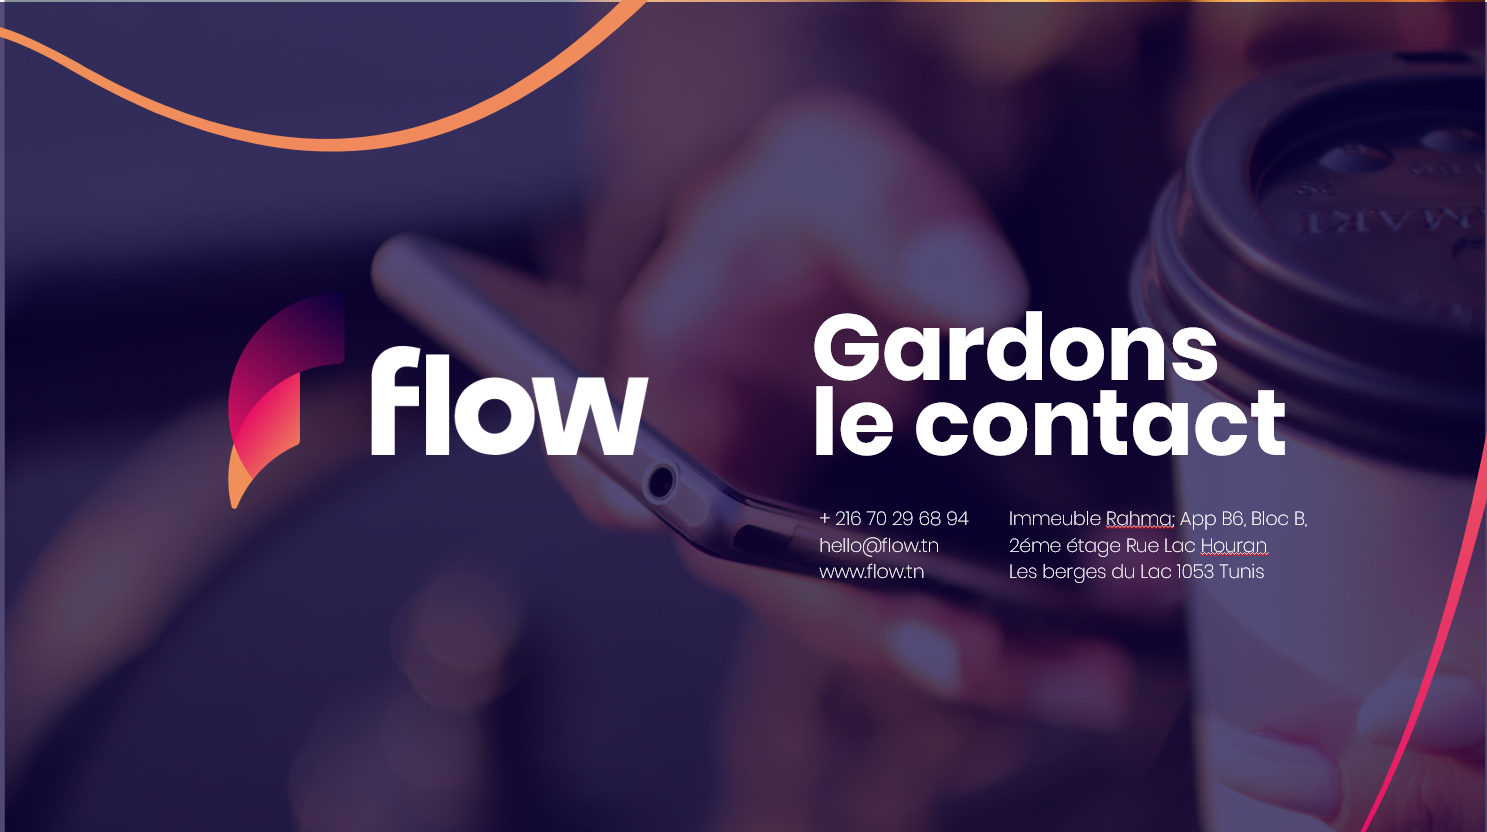 flow
Gardons
le contact
+ 216 70 29 68 94
hello@flow.tn
www.flow.tn
Immeuble Rahma; App B6, Bloc B,
2éme étage Rue Lac Houran
Les berges du Lac 1053 Tunis